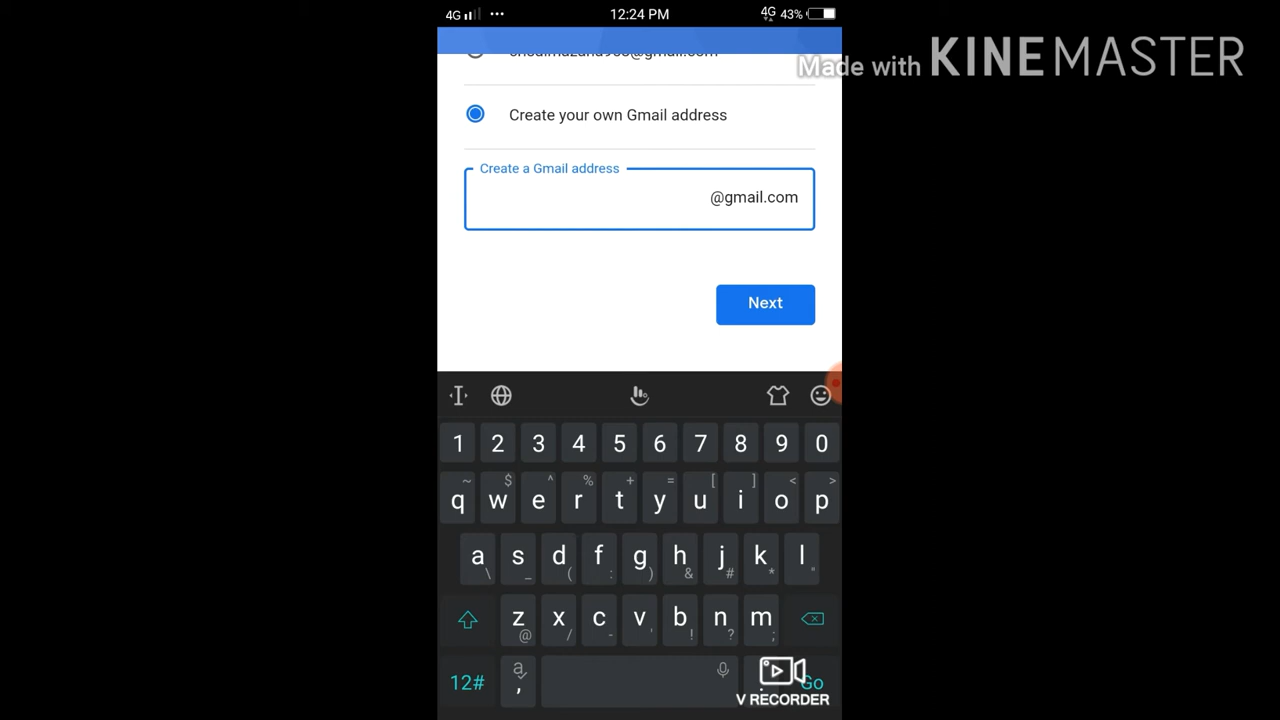 4G ... 12:24 PM 4G 43%
Made with KINEMASTER
Create your own Gmail address
Create a Gmail address
@gmail.com
Next
1 2 3 4 5 6 7 8 9 0
~ $ ^ % + = [ ] < >
q w e r t y u i o p
a s d f g h j k l
\ _ ( : ) & # * "
z x c v b n m
@ / - ' ! ? ;
12# a , . Go
V RECORDER